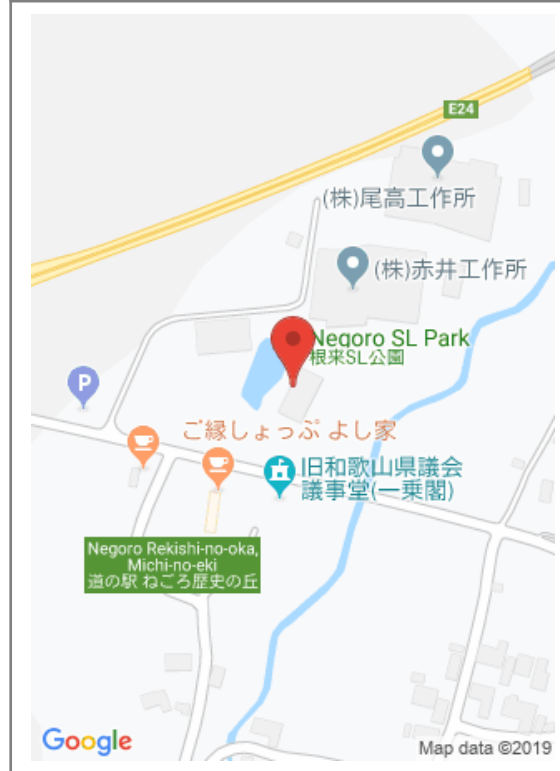 E24
(株)尾高工作所
(株)赤井工作所
Negoro SL Park
根来SL公園
P
ご縁しょっぷ よし家
旧和歌山県議会
議事堂(一乗閣)
Negoro Rekishi-no-oka,
Michi-no-eki
道の駅 ねごろ歴史の丘
Google
Map data ©2019